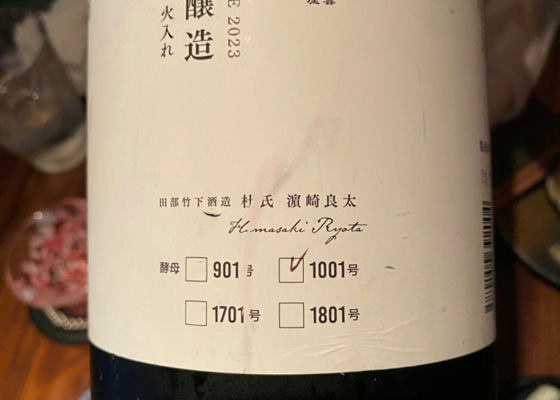 醸造
火入れ
E 2023
田部竹下酒造 杜氏 濵崎良太
Hamasaki Ryota
酵母 901号 1001号
1701号 1801号